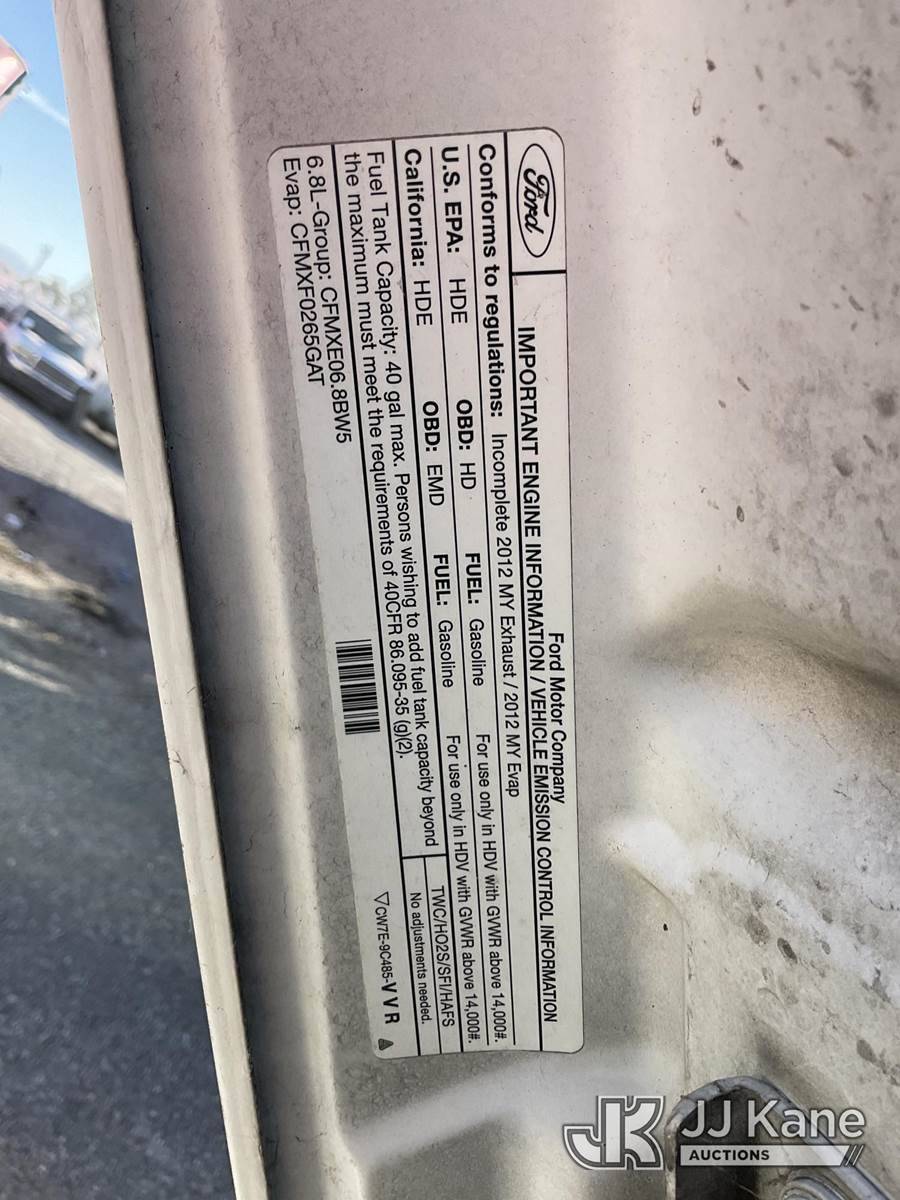 Ford
Ford Motor Company
IMPORTANT ENGINE INFORMATION / VEHICLE EMISSION CONTROL INFORMATION
Conforms to regulations: Incomplete 2012 MY Exhaust / 2012 MY Evap
U.S. EPA: HDE OBD: HD FUEL: Gasoline For use only in HDV with GVWR above 14,000#.
California: HDE OBD: EMD FUEL: Gasoline For use only in HDV with GVWR above 14,000#.
Fuel Tank Capacity: 40 gal max. Persons wishing to add fuel tank capacity beyond
the maximum must meet the requirements of 40CFR 86.095-35 (g)(2).
TWC/HO2S/SFI/HAFS
No adjustments needed.
6.8L-Group: CFMXE06.8BW5
Evap: CFMXF0265GAT
CW7E-9C485-VVR
JK JJ Kane
AUCTIONS